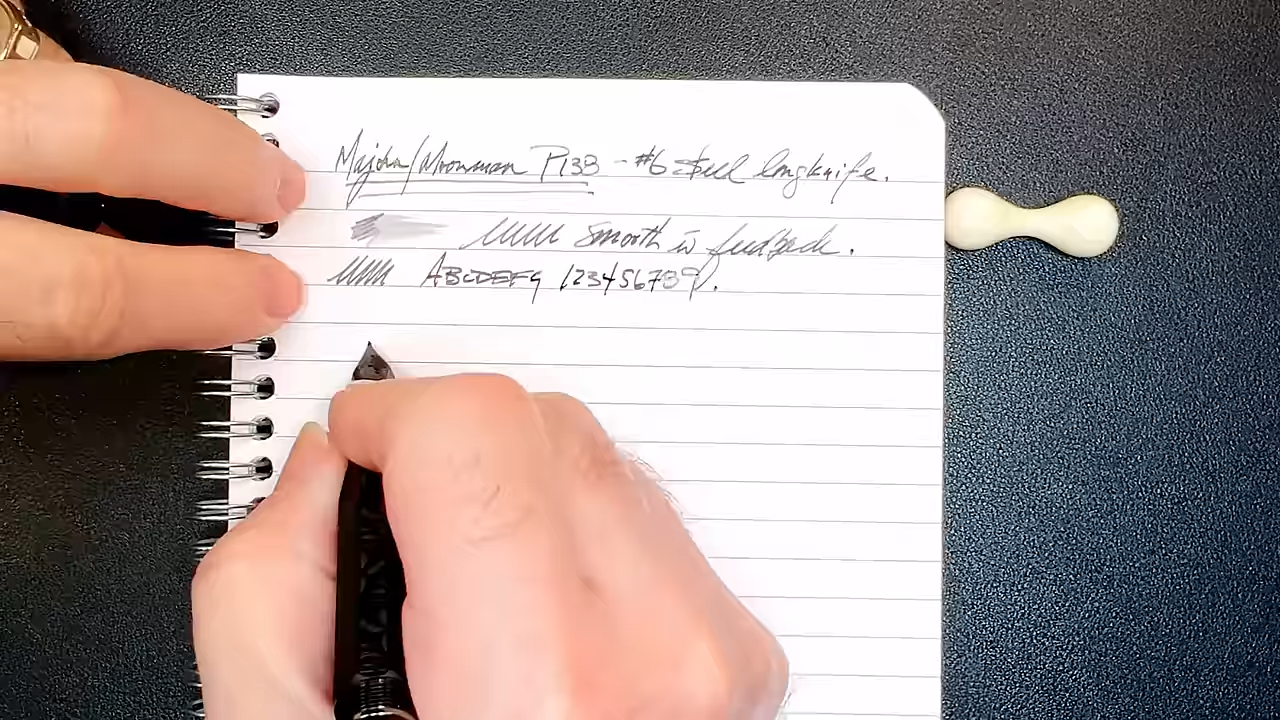 Majohn/Moonman P138 - #6 Steel longknife.
smooth w feedback.
ABCDEFG 123456789.